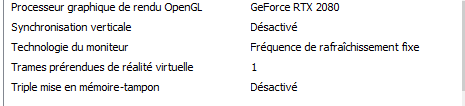 Processeur graphique de rendu OpenGL GeForce RTX 2080
Synchronisation verticale Désactivé
Technologie du moniteur Fréquence de rafraîchissement fixe
Trames prérendues de réalité virtuelle 1
Triple mise en mémoire-tampon Désactivé